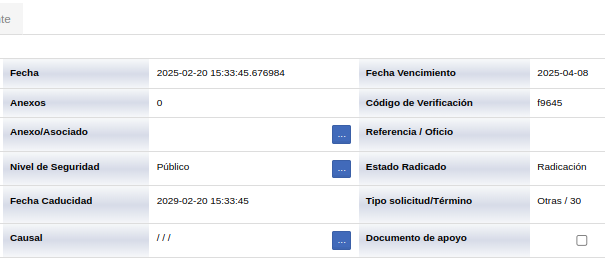 nte
Fecha 2025-02-20 15:33:45.676984 Fecha Vencimiento 2025-04-08
Anexos 0 Código de Verificación f9645
Anexo/Asociado ... Referencia / Oficio
Nivel de Seguridad Público ... Estado Radicado Radicación
Fecha Caducidad 2029-02-20 15:33:45 Tipo solicitud/Término Otras / 30
Causal / / / ... Documento de apoyo